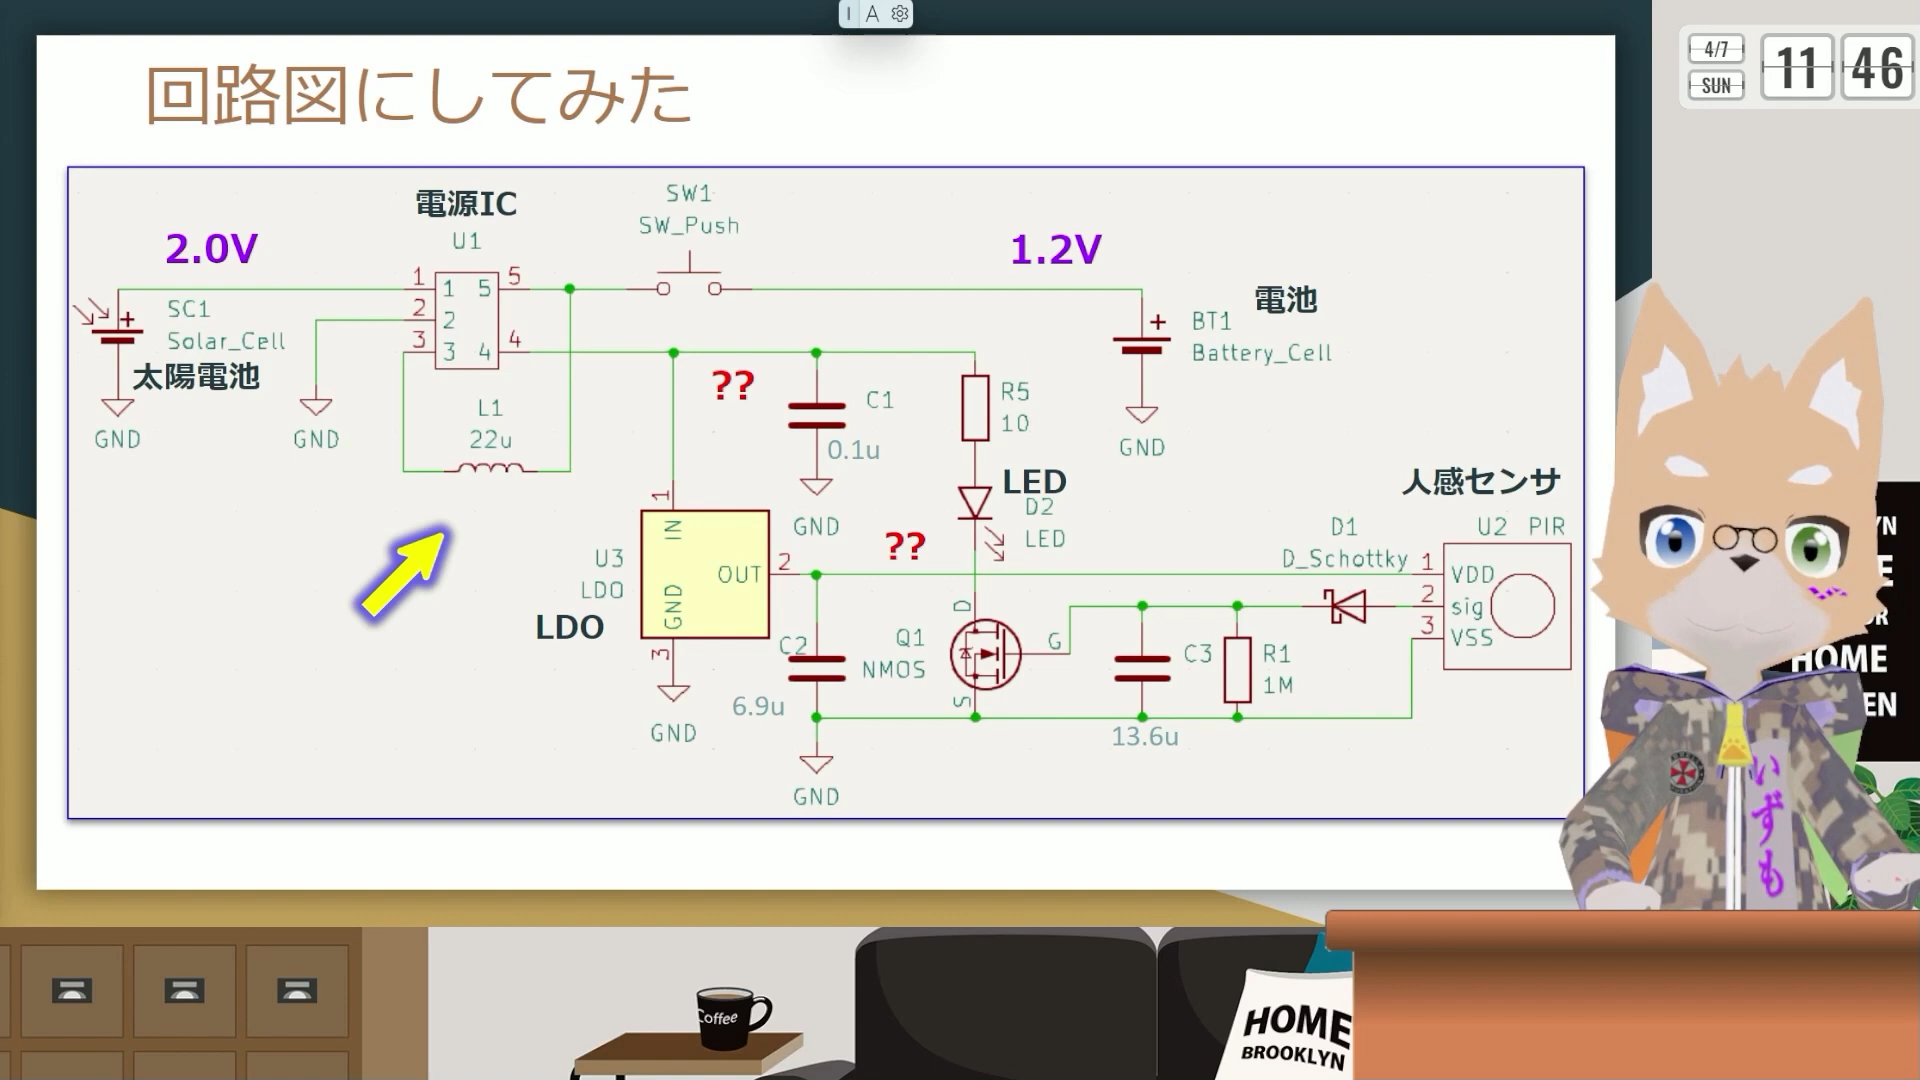 I A
回路図にしてみた
4/7
SUN
11 46
電源IC
U1
SW1
SW_Push
2.0V
1.2V
1
2
3
1 5
2
3 4
5
4
SC1
Solar_Cell
太陽電池
+
GND
GND
L1
22u
??
C1
0.1u
GND
R5
10
LED
D2
LED
電池
BT1
Battery_Cell
+
GND
人感センサ
U2 PIR
D1
D_Schottky
1
2
3
VDD
sig
VSS
??
1
IN
OUT
GND
2
3
U3
LDO
LDO
GND
C2
6.9u
GND
Q1
NMOS
D
G
S
C3
13.6u
R1
1M
HOME
EN
いずも
Coffee
HOME
BROOKLYN